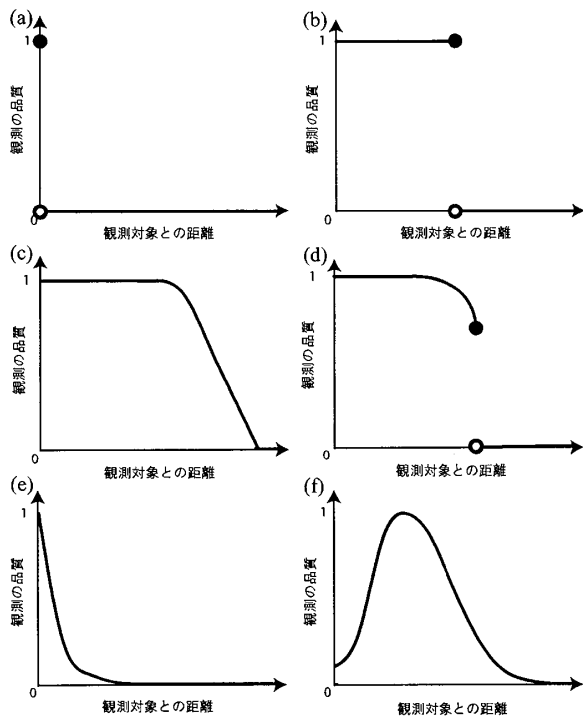 (a)
1
観測の品質
0
観測対象との距離
(b)
1
観測の品質
0
観測対象との距離
(c)
1
観測の品質
0
観測対象との距離
(d)
1
観測の品質
0
観測対象との距離
(e)
1
観測の品質
0
観測対象との距離
(f)
1
観測の品質
0
観測対象との距離